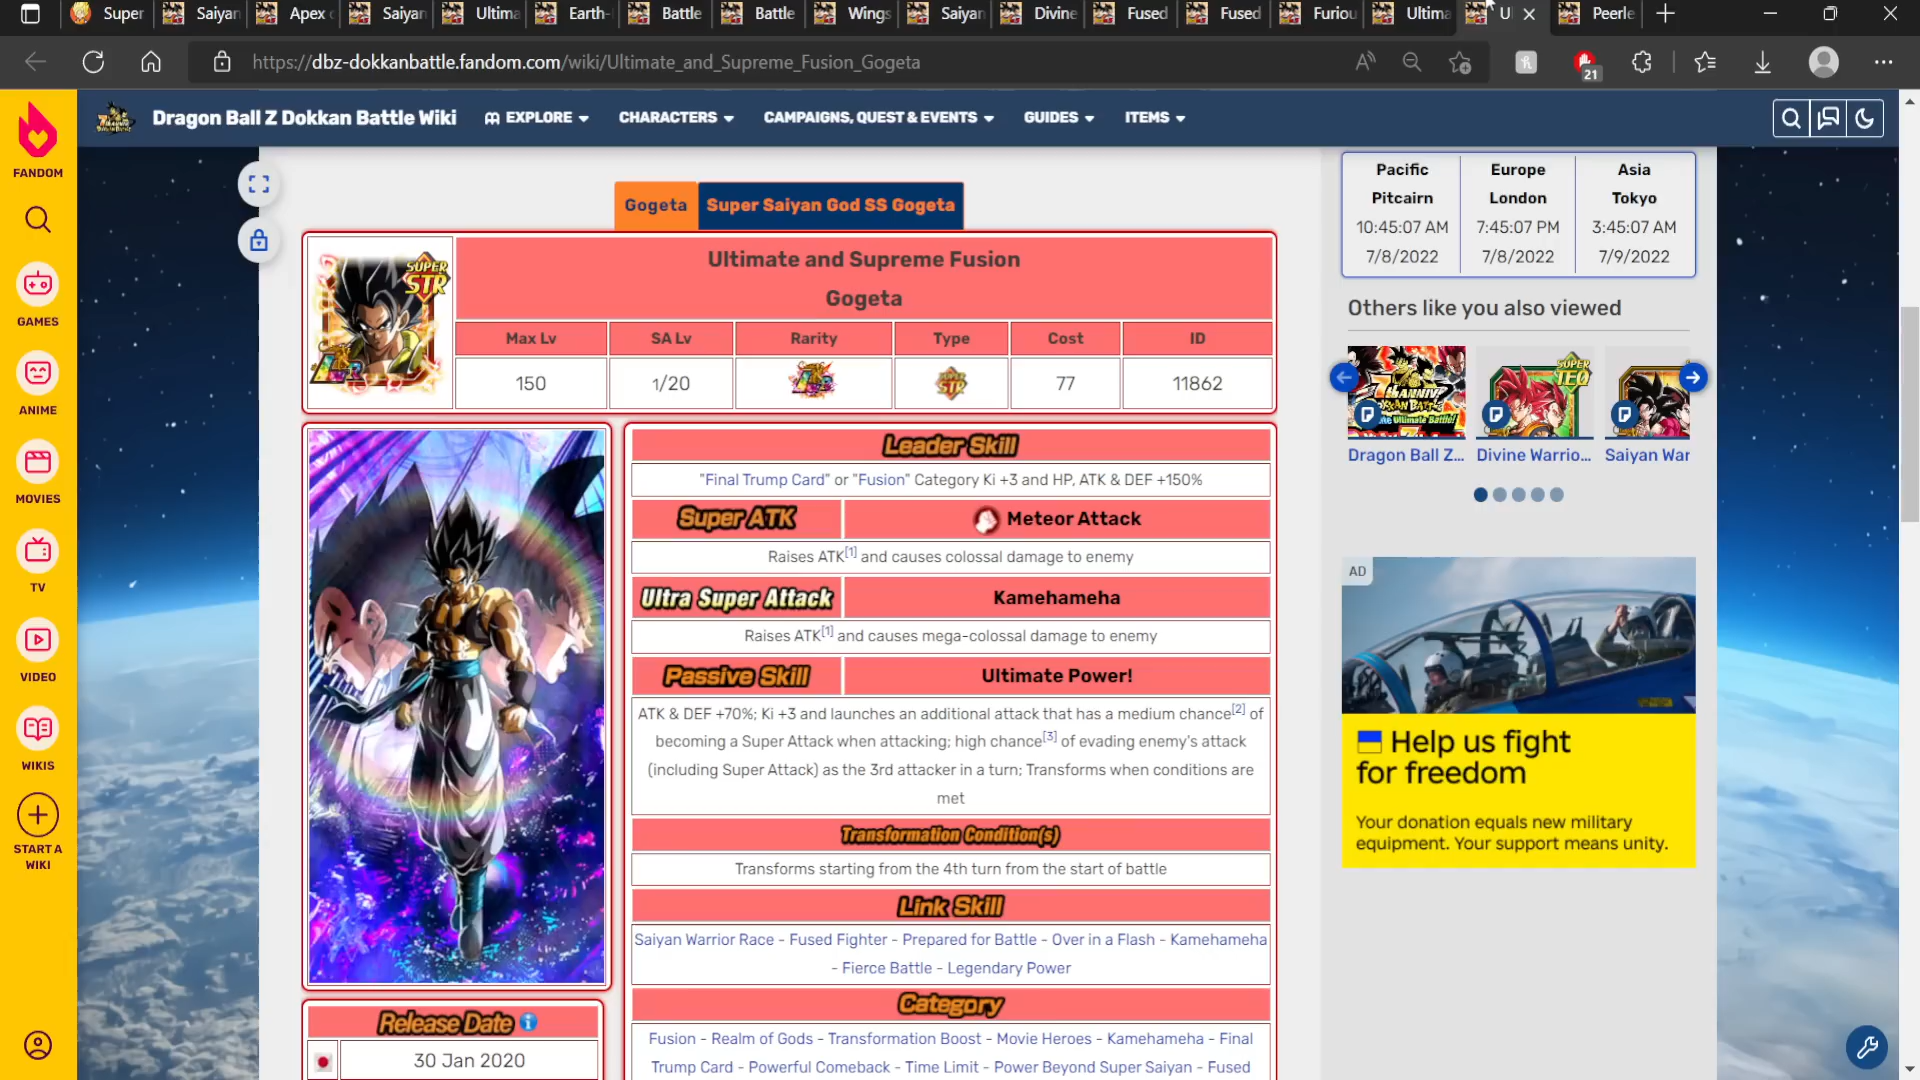 Super
Saiyan
Apex
Saiyan
Ultima
Earth-
Battle
Battle
Wings
Saiyan
Divine
Fused
Fused
Furiou
Ultima
U
Peerle
https://dbz-dokkanbattle.fandom.com/wiki/Ultimate_and_Supreme_Fusion_Gogeta
21
FANDOM
GAMES
ANIME
MOVIES
TV
VIDEO
WIKIS
START A
WIKI
Dragon Ball Z Dokkan Battle Wiki
EXPLORE
CHARACTERS
CAMPAIGNS, QUEST & EVENTS
GUIDES
ITEMS
Gogeta
Super Saiyan God SS Gogeta
SUPER
STR
LR
Ultimate and Supreme Fusion
Gogeta
Max Lv SA Lv Rarity Type Cost ID
150 1/20 LR SUPER STR 77 11862
Leader Skill
"Final Trump Card" or "Fusion" Category Ki +3 and HP, ATK & DEF +150%
Super ATK Meteor Attack
Raises ATK[1] and causes colossal damage to enemy
Ultra Super Attack Kamehameha
Raises ATK[1] and causes mega-colossal damage to enemy
Passive Skill Ultimate Power!
ATK & DEF +70%; Ki +3 and launches an additional attack that has a medium chance[2] of
becoming a Super Attack when attacking; high chance[3] of evading enemy's attack
(including Super Attack) as the 3rd attacker in a turn; Transforms when conditions are
met
Transformation Condition(s)
Transforms starting from the 4th turn from the start of battle
Link Skill
Saiyan Warrior Race - Fused Fighter - Prepared for Battle - Over in a Flash - Kamehameha
- Fierce Battle - Legendary Power
Category
Fusion - Realm of Gods - Transformation Boost - Movie Heroes - Kamehameha - Final
Trump Card - Powerful Comeback - Time Limit - Power Beyond Super Saiyan - Fused
Release Date
30 Jan 2020
Pacific Europe Asia
Pitcairn London Tokyo
10:45:07 AM 7:45:07 PM 3:45:07 AM
7/8/2022 7/8/2022 7/9/2022
Others like you also viewed
SUPER
TEQ
Dragon Ball Z... Divine Warrio... Saiyan War
AD
Help us fight
for freedom
Your donation equals new military
equipment. Your support means unity.